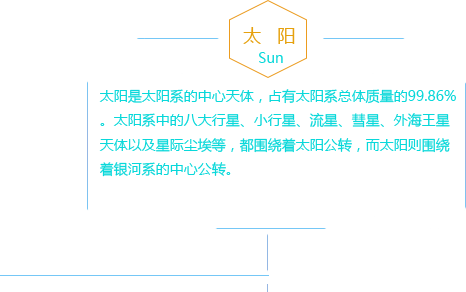 太 阳
Sun
太阳是太阳系的中心天体，占有太阳系总体质量的99.86%
。太阳系中的八大行星、小行星、流星、彗星、外海王星
天体以及星际尘埃等，都围绕着太阳公转，而太阳则围绕
着银河系的中心公转。